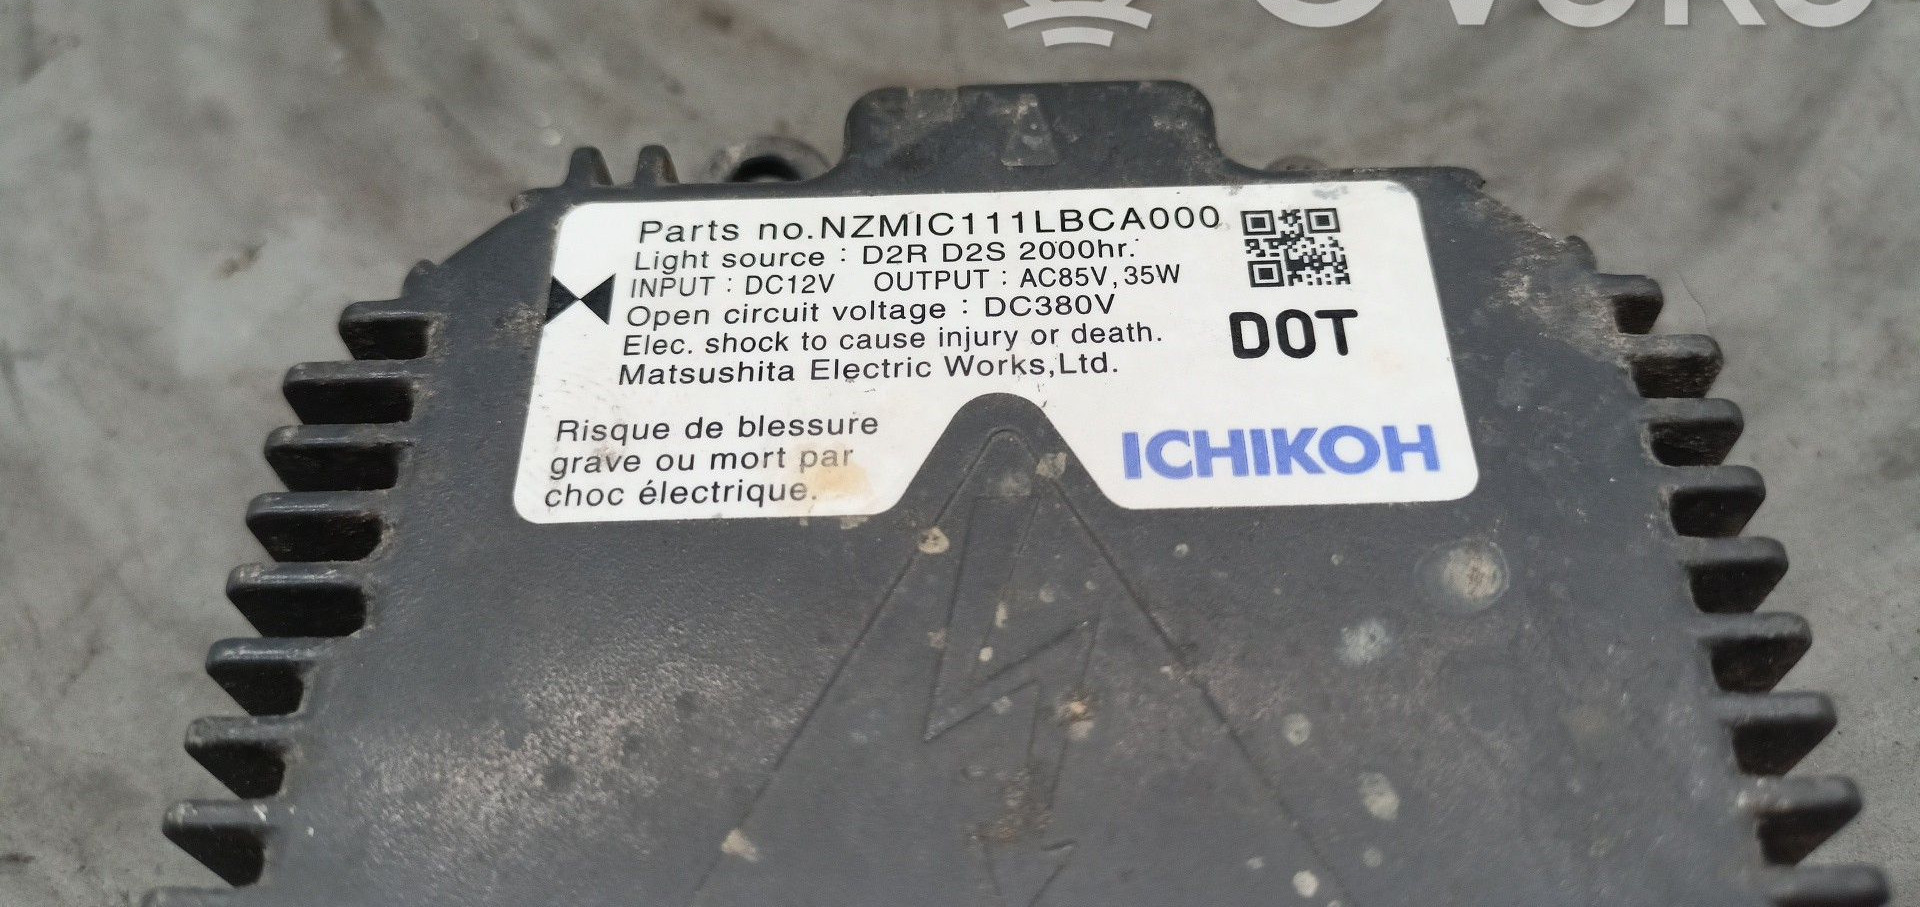 Parts no.NZMIC111LBCA000
Light source : D2R D2S 2000hr.
INPUT : DC12V OUTPUT : AC85V,35W
Open circuit voltage : DC380V
Elec. shock to cause injury or death.
Matsushita Electric Works,Ltd.
DOT
Risque de blessure
grave ou mort par
choc électrique.
ICHIKOH